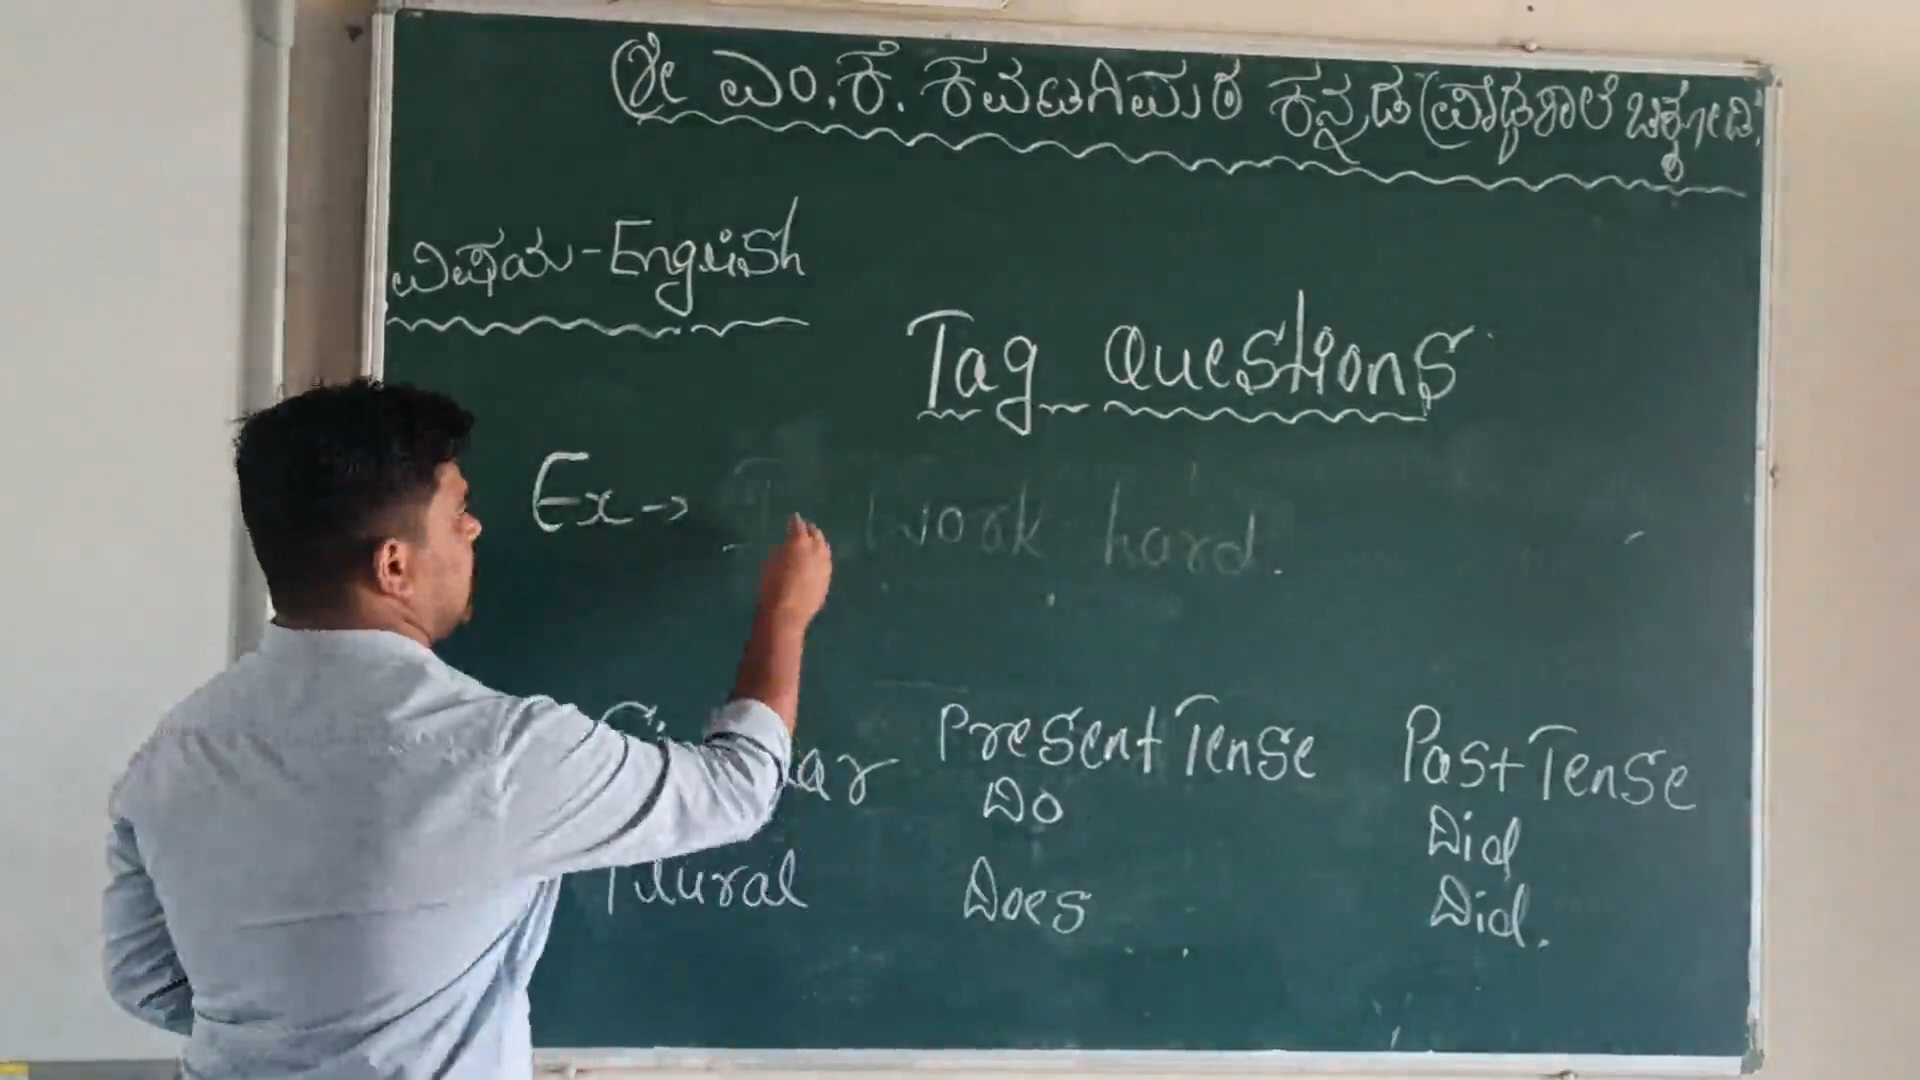 ಶ್ರೀ ಎಂ.ಕೆ. ಕವಟಗಿಮಠ ಕನ್ನಡ ಪ್ರಾಢಶಾಲೆ ಚಿಕ್ಕೋಡಿ.
ವಿಷಯ - English
Tag Questions
Ex → I work hard.
Present Tense Past Tense
Do Did
Plural Does Did.